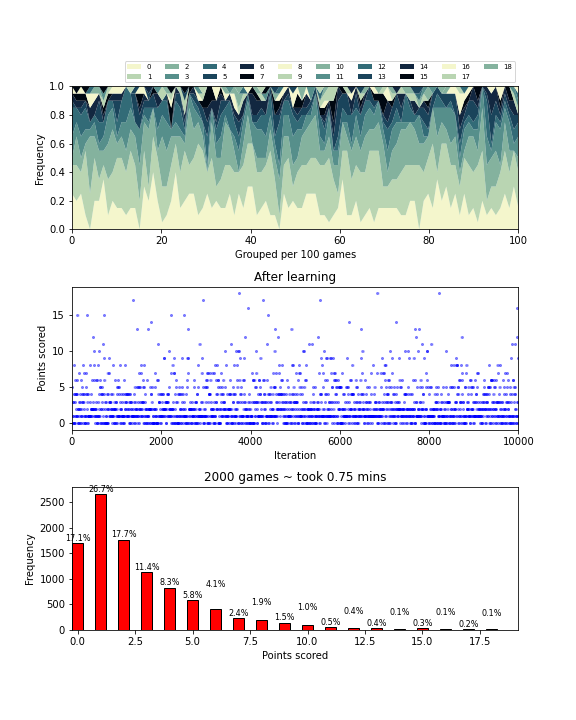 0 2 4 6 8 10 12 14 16 18
1 3 5 7 9 11 13 15 17
1.0
0.8
0.6
0.4
0.2
0.0
Frequency
0 20 40 60 80 100
Grouped per 100 games
After learning
15
10
5
0
Points scored
0 2000 4000 6000 8000 10000
Iteration
2000 games ~ took 0.75 mins
2500
2000
1500
1000
500
0
Frequency
17.1% 26.7% 17.7% 11.4% 8.3% 5.8% 4.1% 2.4% 1.9% 1.5% 1.0% 0.5% 0.4% 0.4% 0.1% 0.3% 0.1% 0.2% 0.1%
0.0 2.5 5.0 7.5 10.0 12.5 15.0 17.5
Points scored